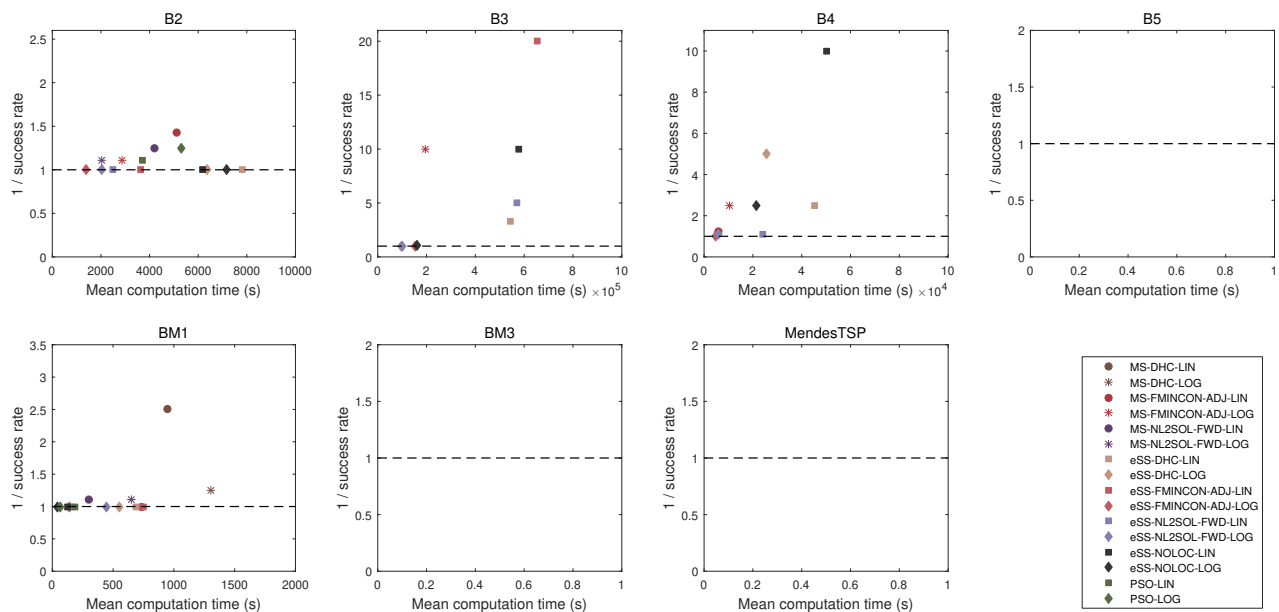 B2
2.5
2
1.5
1
0.5
0
1 / success rate
0 2000 4000 6000 8000 10000
Mean computation time (s)
B3
20
15
10
5
0
1 / success rate
0 2 4 6 8 10
Mean computation time (s) ×10^5
B4
10
8
6
4
2
0
1 / success rate
0 2 4 6 8 10
Mean computation time (s) ×10^4
B5
2
1.5
1
0.5
0
1 / success rate
0 0.2 0.4 0.6 0.8 1
Mean computation time (s)
BM1
3.5
3
2.5
2
1.5
1
0.5
0
1 / success rate
0 500 1000 1500 2000
Mean computation time (s)
BM3
2
1.5
1
0.5
0
1 / success rate
0 0.2 0.4 0.6 0.8 1
Mean computation time (s)
MendesTSP
2
1.5
1
0.5
0
1 / success rate
0 0.2 0.4 0.6 0.8 1
Mean computation time (s)
MS-DHC-LIN
MS-DHC-LOG
MS-FMINCON-ADJ-LIN
MS-FMINCON-ADJ-LOG
MS-NL2SOL-FWD-LIN
MS-NL2SOL-FWD-LOG
eSS-DHC-LIN
eSS-DHC-LOG
eSS-FMINCON-ADJ-LIN
eSS-FMINCON-ADJ-LOG
eSS-NL2SOL-FWD-LIN
eSS-NL2SOL-FWD-LOG
eSS-NOLOC-LIN
eSS-NOLOC-LOG
PSO-LIN
PSO-LOG